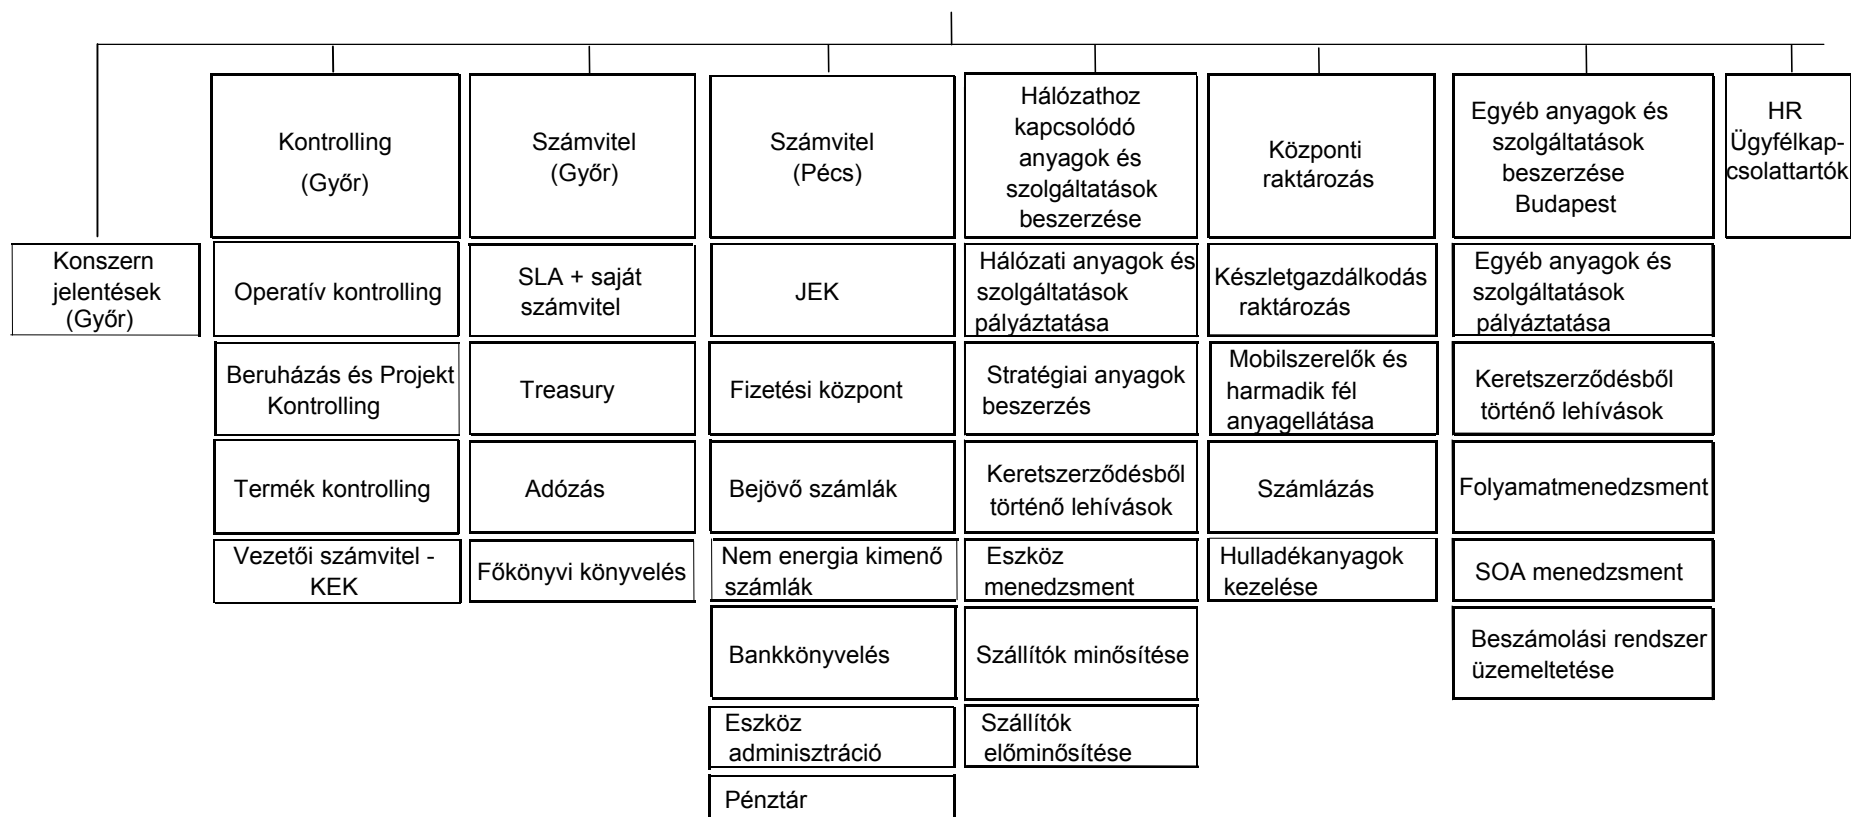 Konszern
jelentések
(Győr)
Kontrolling
(Győr)
Operatív kontrolling
Beruházás és Projekt
Kontrolling
Termék kontrolling
Vezetői számvitel -
KEK
Számvitel
(Győr)
SLA + saját
számvitel
Treasury
Adózás
Főkönyvi könyvelés
Számvitel
(Pécs)
JEK
Fizetési központ
Bejövő számlák
Nem energia kimenő
számlák
Bankkönyvelés
Eszköz
adminisztráció
Pénztár
Hálózathoz
kapcsolódó
anyagok és
szolgáltatások
beszerzése
Hálózati anyagok és
szolgáltatások
pályáztatása
Stratégiai anyagok
beszerzés
Keretszerződésből
történő lehívások
Eszköz
menedzsment
Szállítók minősítése
Szállítók
előminősítése
Központi
raktározás
Készletgazdálkodás
raktározás
Mobilszerelők és
harmadik fél
anyagellátása
Számlázás
Hulladékanyagok
kezelése
Egyéb anyagok és
szolgáltatások
beszerzése
Budapest
Egyéb anyagok és
szolgáltatások
pályáztatása
Keretszerződésből
történő lehívások
Folyamatmenedzsment
SOA menedzsment
Beszámolási rendszer
üzemeltetése
HR
Ügyfélkap-
csolattartók